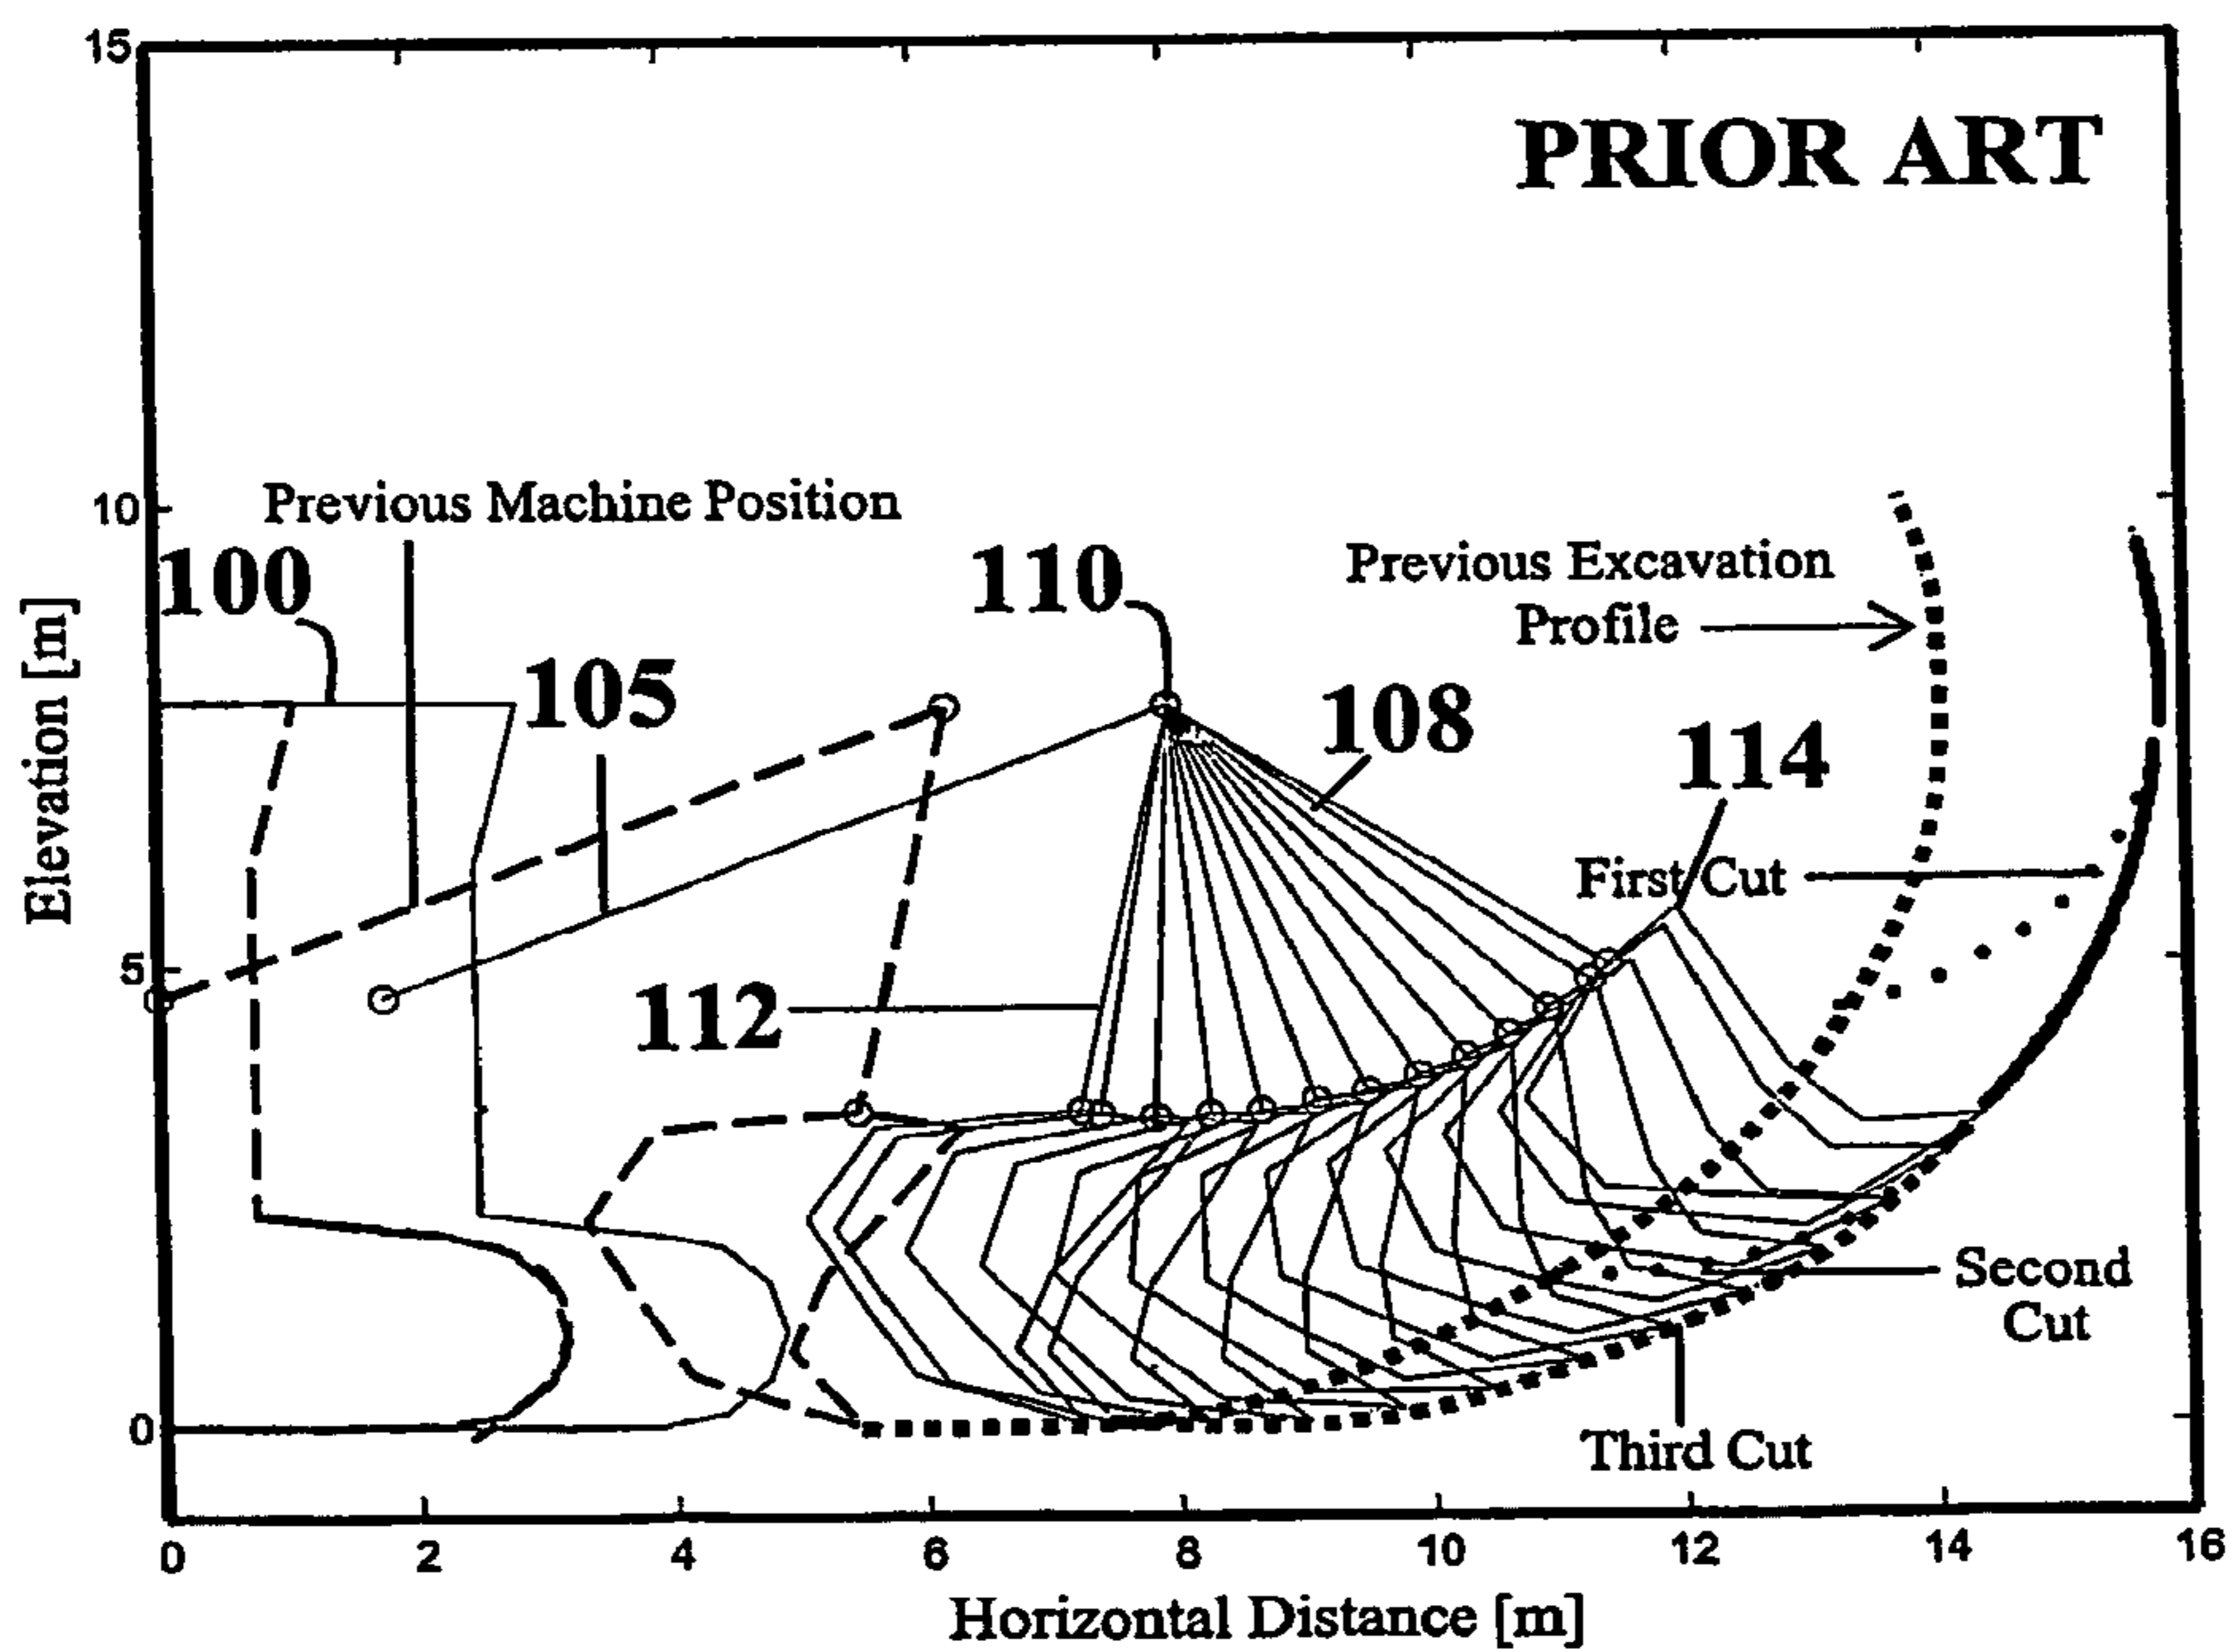 15
PRIOR ART
10
Previous Machine Position
100
110
Previous Excavation
Profile
105
108
114
Elevation [m]
First Cut
5
112
Second
Cut
0
Third Cut
0 2 4 6 8 10 12 14 16
Horizontal Distance [m]